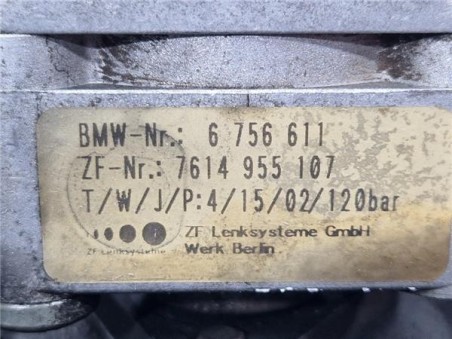 BMW-Nr.: 6 756 611
ZF-Nr.: 7614 955 107
T/W/J/P:4/15/02/120bar
ZF Lenksysteme GmbH
ZF Lenksysteme Werk Berlin